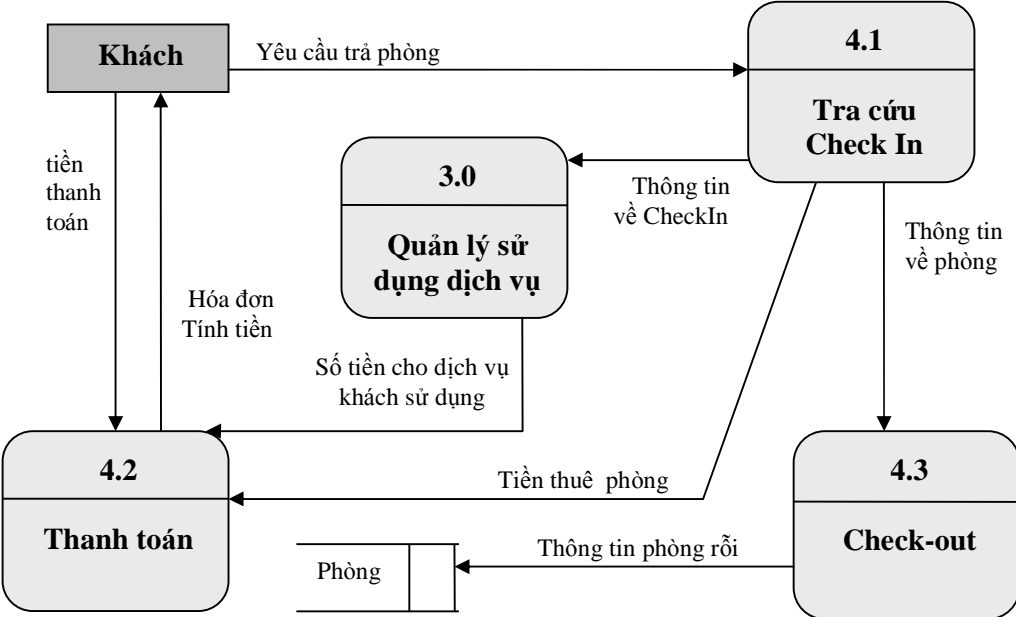 Khách
Yêu cầu trả phòng
4.1
Tra cứu
Check In
tiền
thanh
toán
3.0
Quản lý sử
dụng dịch vụ
Thông tin
về CheckIn
Thông tin
về phòng
Hóa đơn
Tính tiền
Số tiền cho dịch vụ
khách sử dụng
4.2
Thanh toán
Tiền thuê phòng
4.3
Check-out
Phòng
Thông tin phòng rỗi